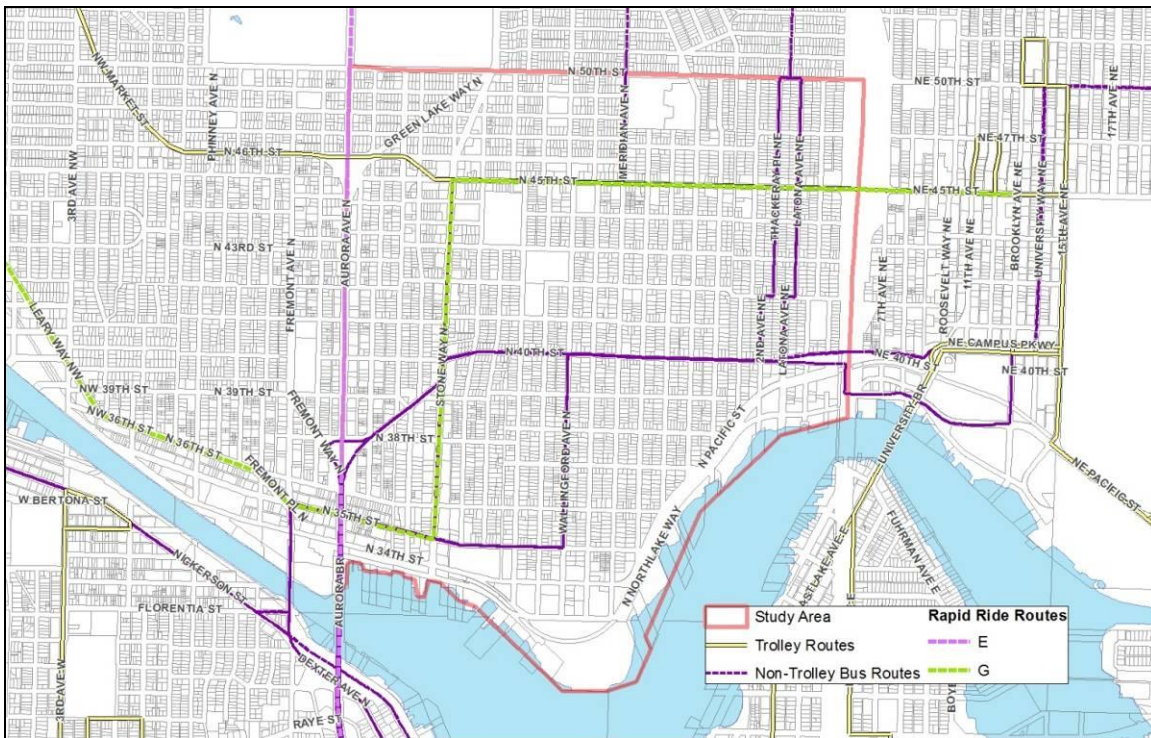 N 50TH ST
NE 50TH ST
17TH AVE NE
NW MARKET ST
PHINNEY AVE N
GREEN LAKE WAY N
MERIDIAN AVE N
NE 47TH ST
N 46TH ST
3RD AVE NW
N 45TH ST
NE 45TH ST
THACKERAY PL NE
LATONA AVE NE
BROOKLYN AVE NE
UNIVERSITY WAY NE
15TH AVE NE
N 43RD ST
FREMONT AVE N
AURORA AVE N
ROOSEVELT WAY NE
11TH AVE NE
7TH AVE NE
LEARY WAY NW
STONE WAY N
N 40TH ST
2ND AVE NE
LATONA AVE NE
NE 40TH S
NE CAMPUS PKWY
NE 40TH ST
NW 39TH ST
N 39TH ST
NW 36TH ST
N 36TH ST
FREMONT WAY N
N 38TH ST
WALLINGFORD AVE N
N PACIFIC ST
UNIVERSITY BR
NE PACIFIC ST
FREMONT PL N
W BERTONA ST
N 35TH ST
N 34TH ST
NICKERSON ST
N NORTHLAKE WAY
FUHRMAN AVE
ASTLAKE AVE E
E
FLORENTIA ST
AURORA BR
DEXTER AVE N
3RD AVE W
RAYE ST
BOYE
Study Area
Rapid Ride Routes
Trolley Routes
E
Non-Trolley Bus Routes
G